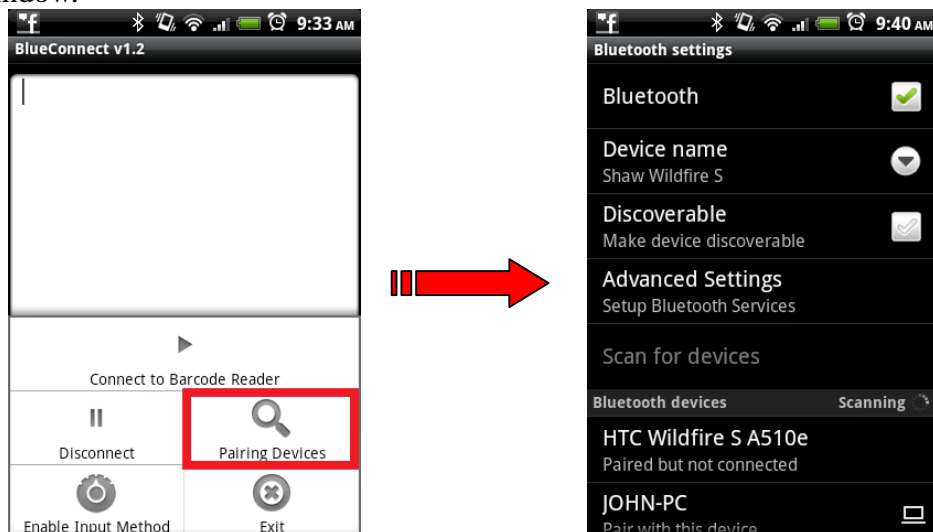 9:33 AM
BlueConnect v1.2
Connect to Barcode Reader
Disconnect
Pairing Devices
Enable Input Method
Exit
9:40 AM
Bluetooth settings
Bluetooth
Device name
Shaw Wildfire S
Discoverable
Make device discoverable
Advanced Settings
Setup Bluetooth Services
Scan for devices
Bluetooth devices
Scanning
HTC Wildfire S A510e
Paired but not connected
JOHN-PC
Pair with this device